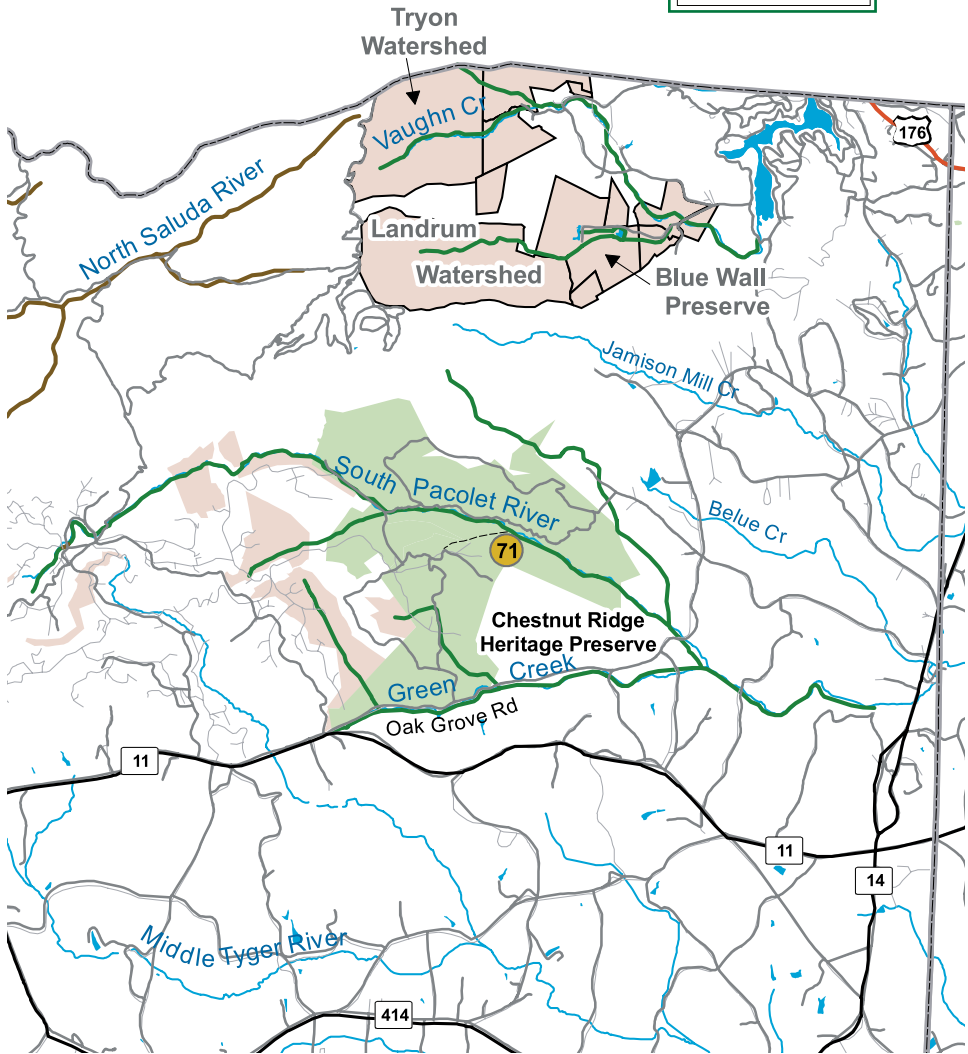 Tryon
Watershed
Vaughn Cr
176
North Saluda River
Landrum
Watershed
Blue Wall
Preserve
Jamison Mill Cr
South Pacolet River
Belue Cr
71
Chestnut Ridge
Heritage Preserve
Green Creek
Oak Grove Rd
11
11
14
Middle Tyger River
414